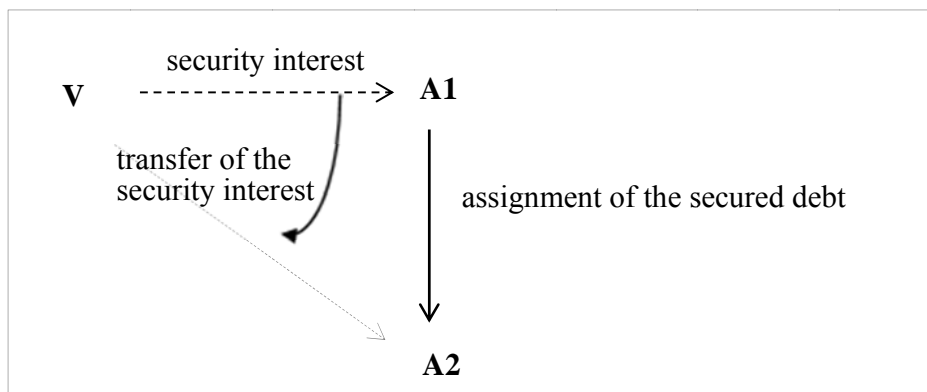 security interest
V
A1
transfer of the
security interest
assignment of the secured debt
A2